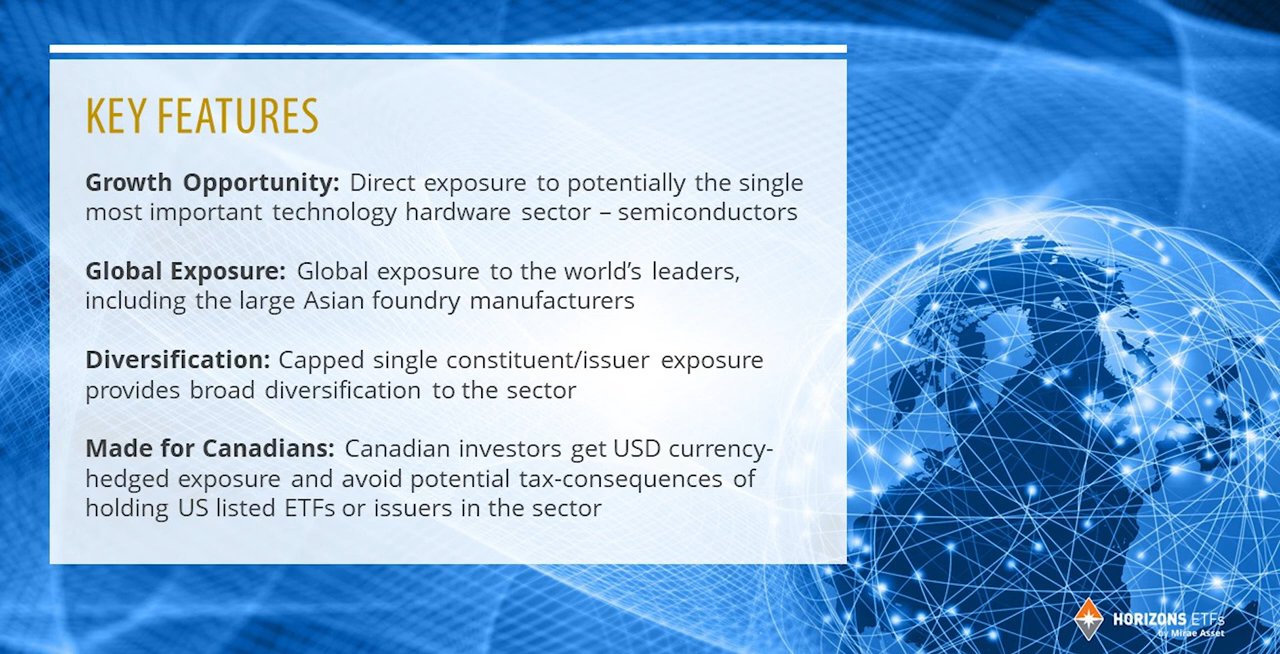 KEY FEATURES
Growth Opportunity: Direct exposure to potentially the single
most important technology hardware sector – semiconductors
Global Exposure: Global exposure to the world’s leaders,
including the large Asian foundry manufacturers
Diversification: Capped single constituent/issuer exposure
provides broad diversification to the sector
Made for Canadians: Canadian investors get USD currency-
hedged exposure and avoid potential tax-consequences of
holding US listed ETFs or issuers in the sector
HORIZONS ETFs
by Mirae Asset